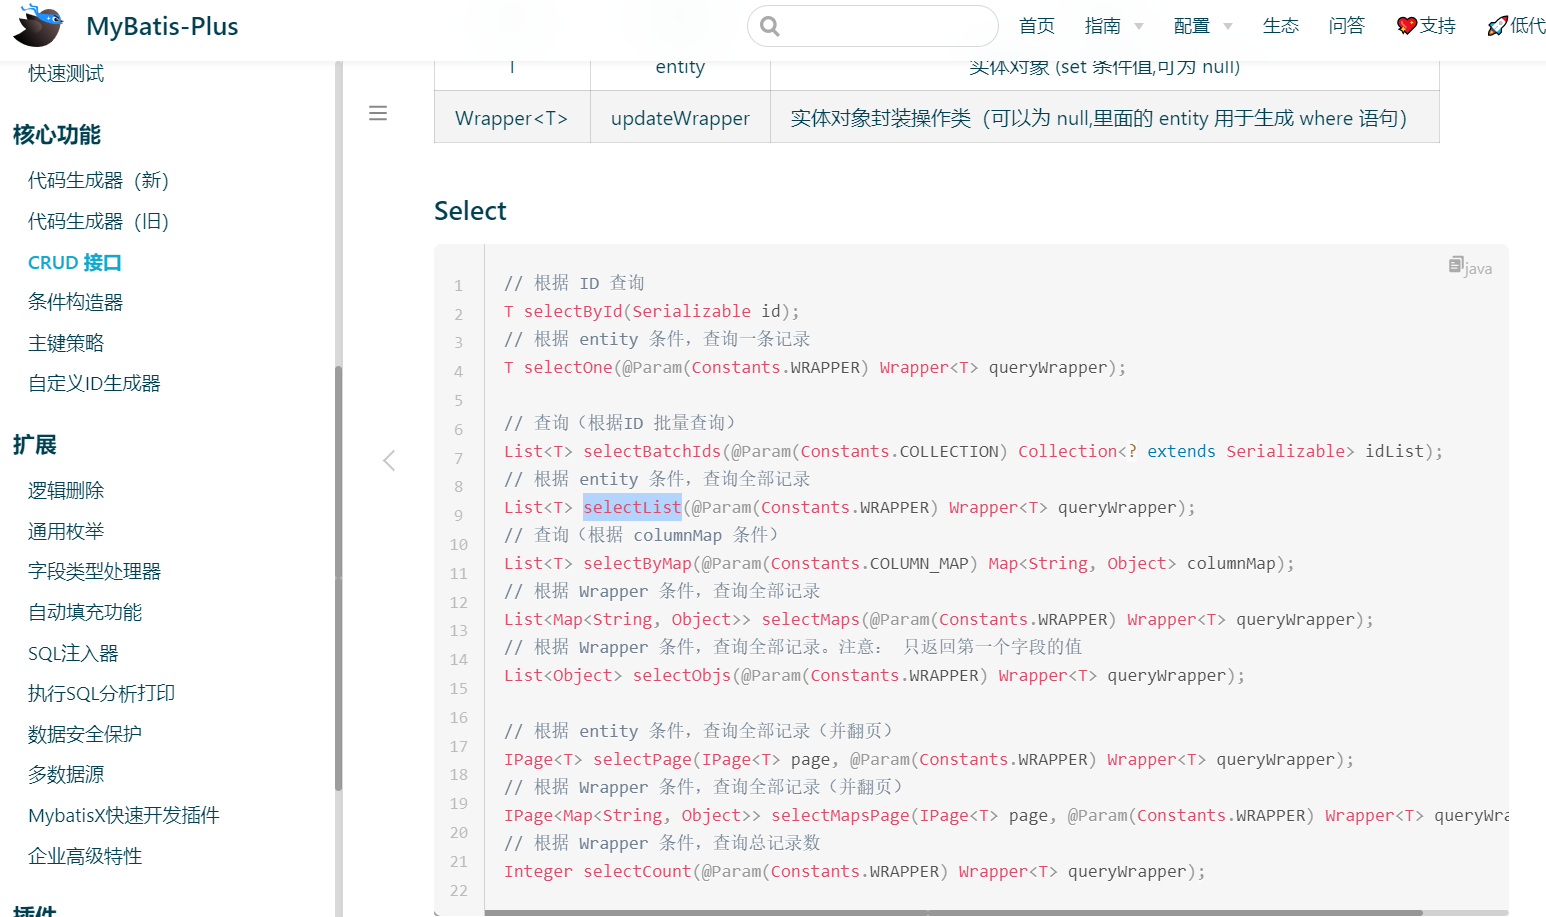 MyBatis-Plus
首页
指南
配置
生态
问答
支持
低代
快速测试
核心功能
代码生成器（新）
代码生成器（旧）
CRUD 接口
条件构造器
主键策略
自定义ID生成器
扩展
逻辑删除
通用枚举
字段类型处理器
自动填充功能
SQL注入器
执行SQL分析打印
数据安全保护
多数据源
MybatisX快速开发插件
企业高级特性
插件
T entity 实体对象 (set 条件值,可为 null)
Wrapper<T> updateWrapper 实体对象封装操作类（可以为 null,里面的 entity 用于生成 where 语句）
Select
java
1 // 根据 ID 查询
2 T selectById(Serializable id);
3 // 根据 entity 条件，查询一条记录
4 T selectOne(@Param(Constants.WRAPPER) Wrapper<T> queryWrapper);
5
6 // 查询（根据ID 批量查询）
7 List<T> selectBatchIds(@Param(Constants.COLLECTION) Collection<? extends Serializable> idList);
8 // 根据 entity 条件，查询全部记录
9 List<T> selectList(@Param(Constants.WRAPPER) Wrapper<T> queryWrapper);
10 // 查询（根据 columnMap 条件）
11 List<T> selectByMap(@Param(Constants.COLUMN_MAP) Map<String, Object> columnMap);
12 // 根据 Wrapper 条件，查询全部记录
13 List<Map<String, Object>> selectMaps(@Param(Constants.WRAPPER) Wrapper<T> queryWrapper);
14 // 根据 Wrapper 条件，查询全部记录。注意： 只返回第一个字段的值
15 List<Object> selectObjs(@Param(Constants.WRAPPER) Wrapper<T> queryWrapper);
16
17 // 根据 entity 条件，查询全部记录（并翻页）
18 IPage<T> selectPage(IPage<T> page, @Param(Constants.WRAPPER) Wrapper<T> queryWrapper);
19 // 根据 Wrapper 条件，查询全部记录（并翻页）
20 IPage<Map<String, Object>> selectMapsPage(IPage<T> page, @Param(Constants.WRAPPER) Wrapper<T> queryWra
21 // 根据 Wrapper 条件，查询总记录数
22 Integer selectCount(@Param(Constants.WRAPPER) Wrapper<T> queryWrapper);